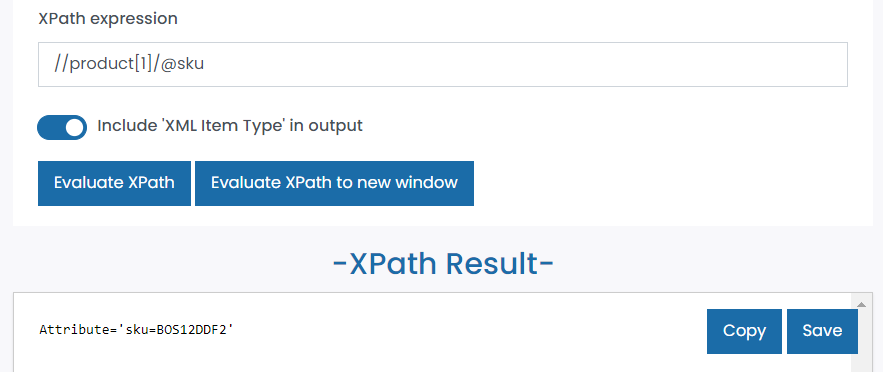 XPath expression
//product[1]/@sku
Include 'XML Item Type' in output
Evaluate XPath
Evaluate XPath to new window
-XPath Result-
Attribute='sku=BOS12DDF2'
Copy
Save